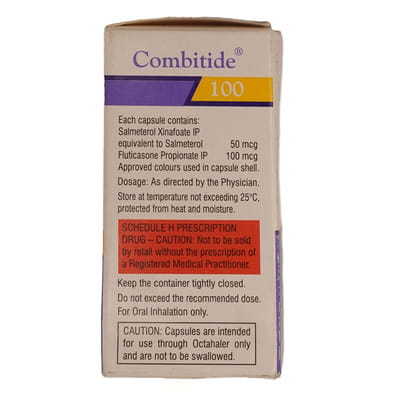 Combitide®
100
Each capsule contains:
Salmeterol Xinafoate IP
equivalent to Salmeterol 50 mcg
Fluticasone Propionate IP 100 mcg
Approved colours used in capsule shell.
Dosage: As directed by the Physician.
Store at temperature not exceeding 25°C,
protected from heat and moisture.
SCHEDULE H PRESCRIPTION
DRUG – CAUTION: Not to be sold
by retail without the prescription of
a Registered Medical Practitioner.
Keep the container tightly closed.
Do not exceed the recommended dose.
For Oral Inhalation only.
CAUTION: Capsules are intended
for use through Octahaler only
and are not to be swallowed.